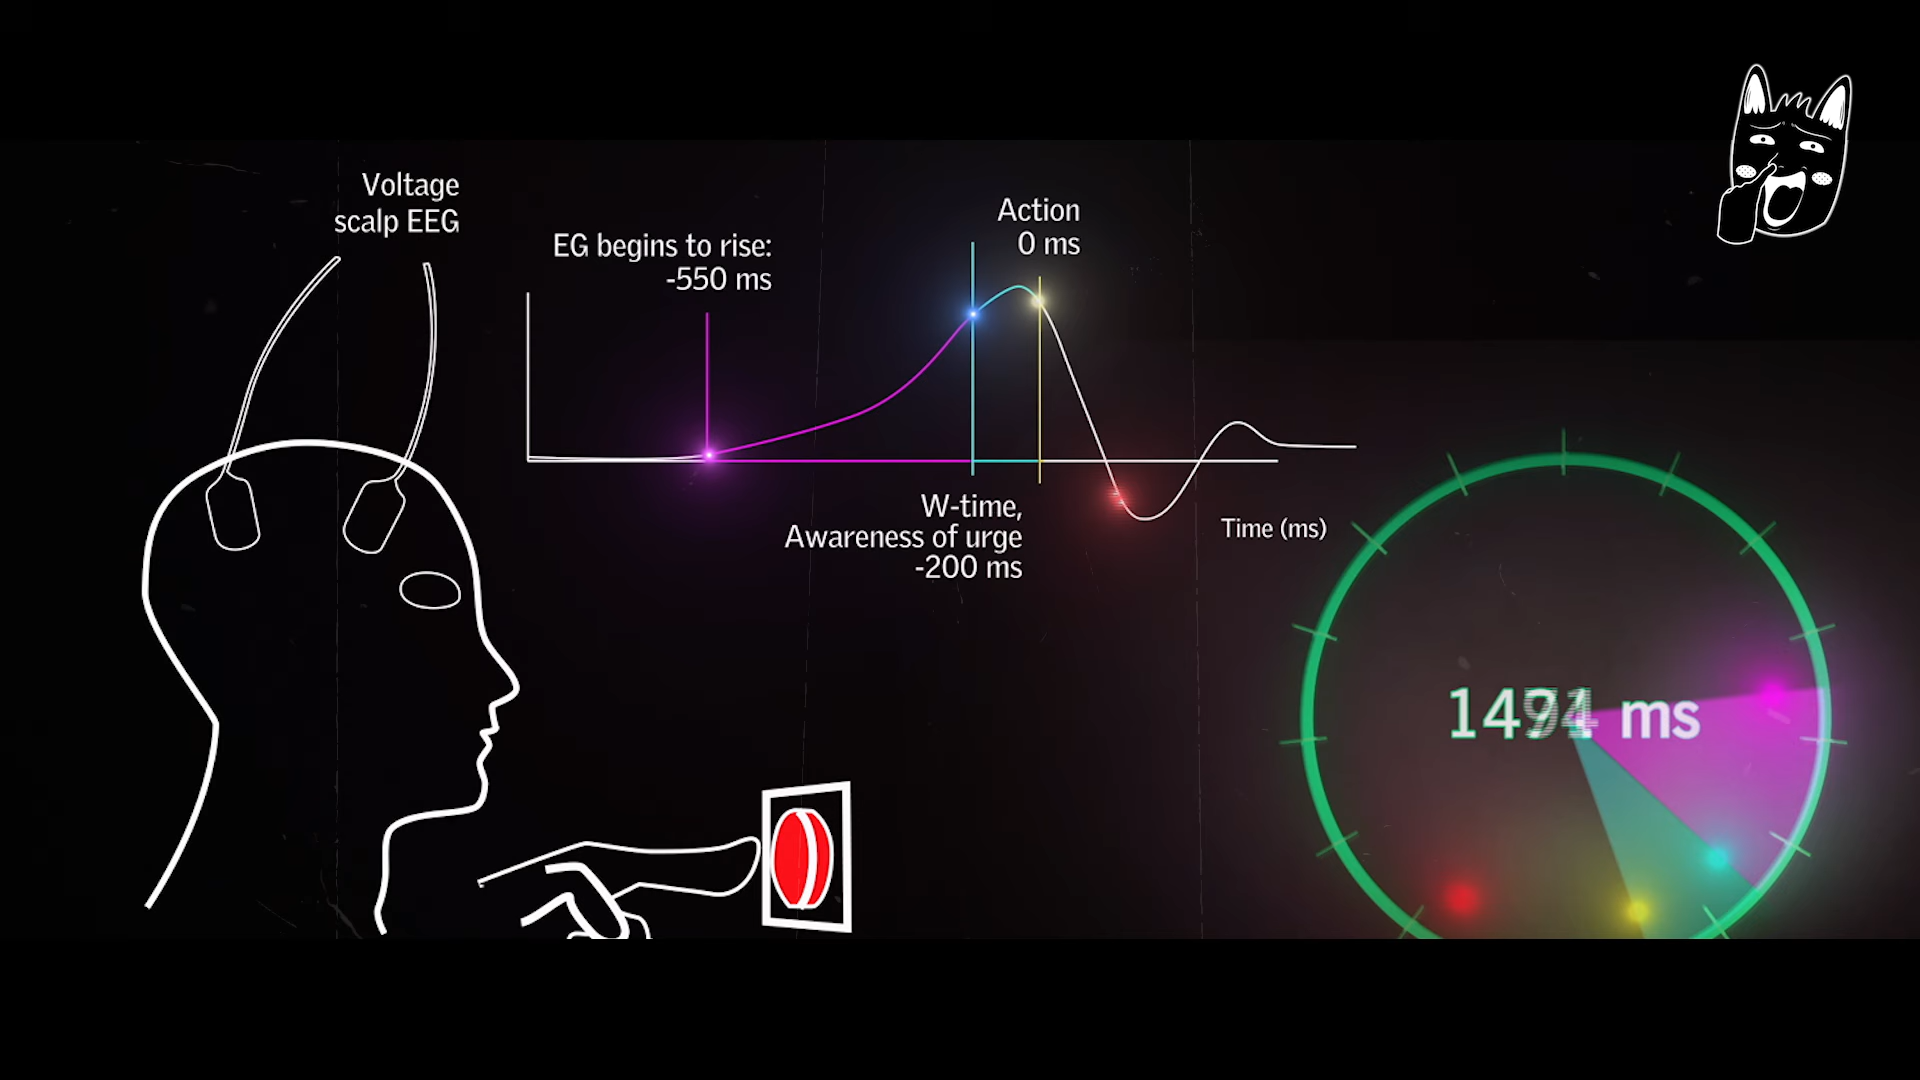 Voltage
scalp EEG
EG begins to rise:
-550 ms
Action
0 ms
W-time,
Awareness of urge
-200 ms
Time (ms)
ms